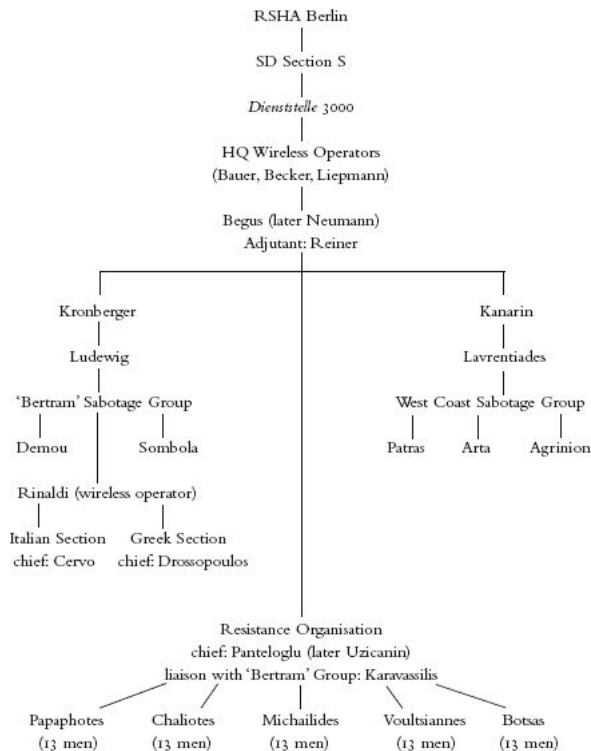 RSHA Berlin
SD Section S
Dienststelle 3000
HQ Wireless Operators
(Bauer, Becker, Liepmann)
Begus (later Neumann)
Adjutant: Reiner
Kronberger
Kanarin
Ludewig
Lavrentiades
‘Bertram’ Sabotage Group
West Coast Sabotage Group
Demou
Sombola
Patras
Arta
Agrinion
Rinaldi (wireless operator)
Italian Section
chief: Cervo
Greek Section
chief: Drossopoulos
Resistance Organisation
chief: Panteloglu (later Uzicanin)
liaison with ‘Bertram’ Group: Karavassilis
Papaphotes
(13 men)
Chaliotes
(13 men)
Michailides
(13 men)
Voultsiannes
(13 men)
Botsas
(13 men)